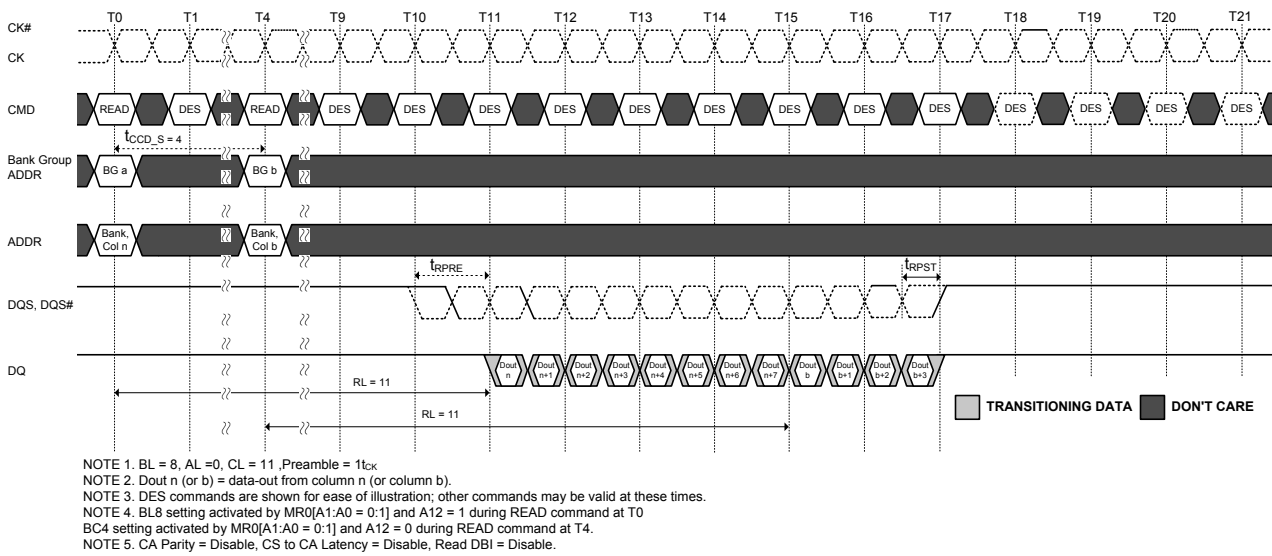 T0 T1 T4 T9 T10 T11 T12 T13 T14 T15 T16 T17 T18 T19 T20 T21
CK#
CK
CMD READ DES READ DES DES DES DES DES DES DES DES DES DES DES DES DES
tCCD_S = 4
Bank Group
ADDR
BG a BG b
ADDR
Bank,
Col n
Bank,
Col b
tRPRE tRPST
DQS, DQS#
DQ
Dout
n
Dout
n+1
Dout
n+2
Dout
n+3
Dout
n+4
Dout
n+5
Dout
n+6
Dout
n+7
Dout
b
Dout
b+1
Dout
b+2
Dout
b+3
RL = 11
RL = 11
TRANSITIONING DATA DON'T CARE
NOTE 1. BL = 8, AL =0, CL = 11 ,Preamble = 1tCK
NOTE 2. Dout n (or b) = data-out from column n (or column b).
NOTE 3. DES commands are shown for ease of illustration; other commands may be valid at these times.
NOTE 4. BL8 setting activated by MR0[A1:A0 = 0:1] and A12 = 1 during READ command at T0
BC4 setting activated by MR0[A1:A0 = 0:1] and A12 = 0 during READ command at T4.
NOTE 5. CA Parity = Disable, CS to CA Latency = Disable, Read DBI = Disable.